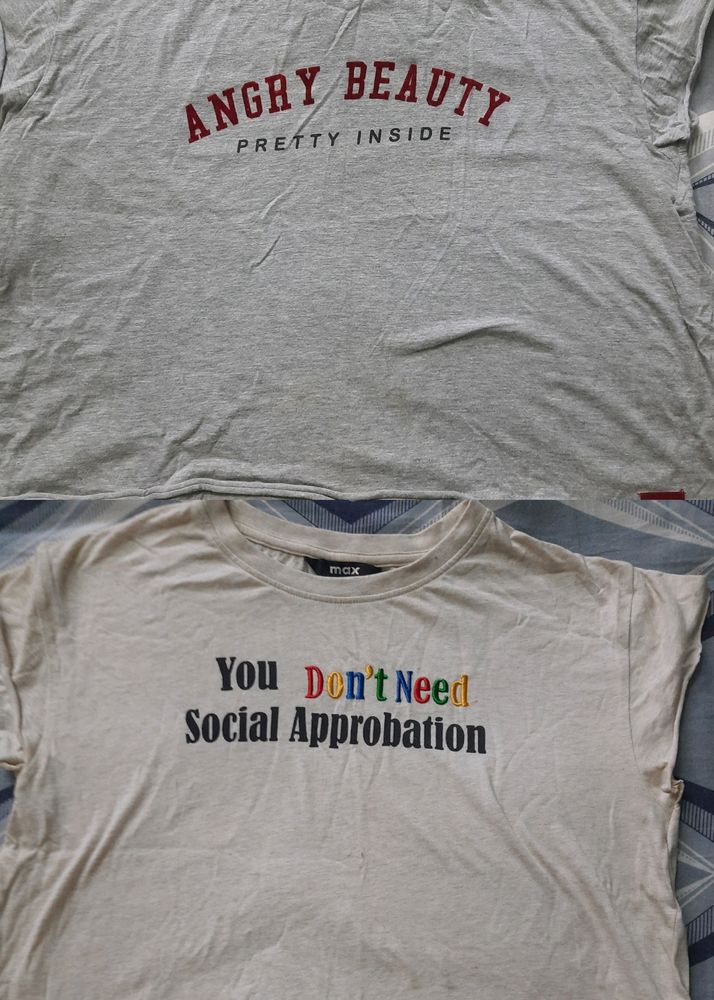 ANGRY BEAUTY
PRETTY INSIDE
max
You Don't Need
Social Approbation